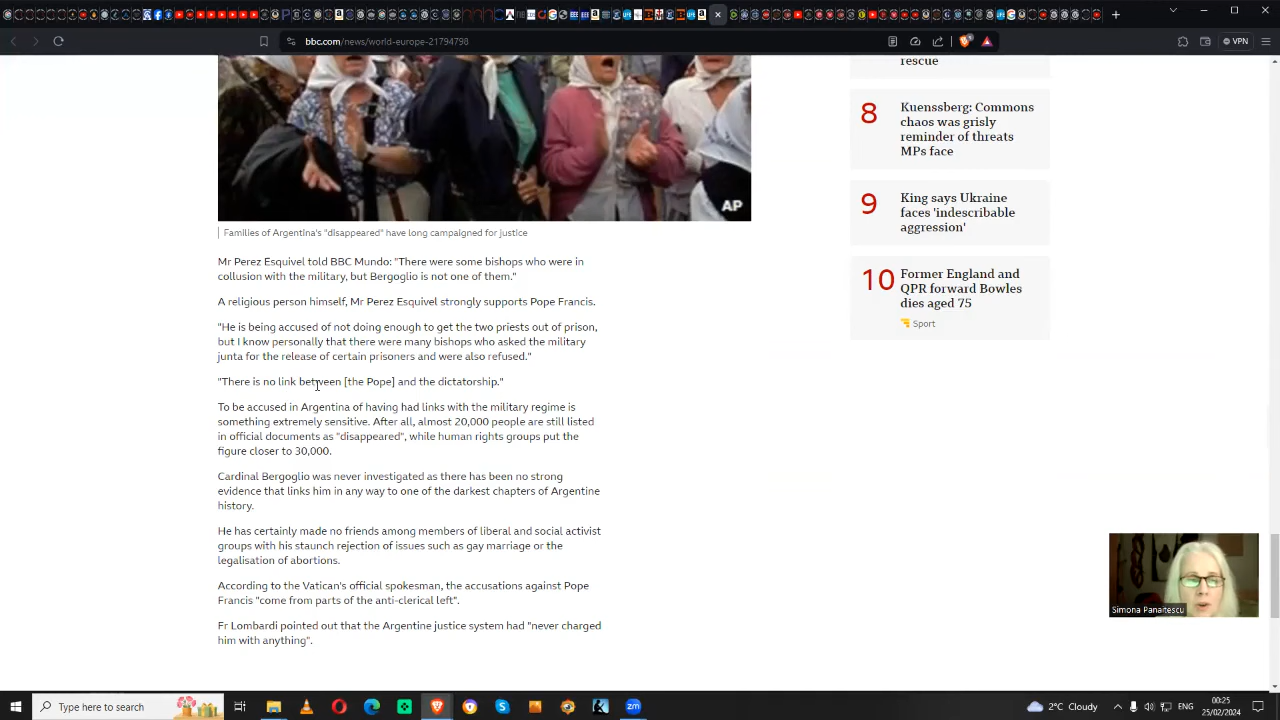 bbc.com/news/world-europe-21794798
VPN
AP
Families of Argentina's "disappeared" have long campaigned for justice
Mr Perez Esquivel told BBC Mundo: "There were some bishops who were in
collusion with the military, but Bergoglio is not one of them."
A religious person himself, Mr Perez Esquivel strongly supports Pope Francis.
"He is being accused of not doing enough to get the two priests out of prison,
but I know personally that there were many bishops who asked the military
junta for the release of certain prisoners and were also refused."
"There is no link between [the Pope] and the dictatorship."
To be accused in Argentina of having had links with the military regime is
something extremely sensitive. After all, almost 20,000 people are still listed
in official documents as "disappeared", while human rights groups put the
figure closer to 30,000.
Cardinal Bergoglio was never investigated as there has been no strong
evidence that links him in any way to one of the darkest chapters of Argentine
history.
He has certainly made no friends among members of liberal and social activist
groups with his staunch rejection of issues such as gay marriage or the
legalisation of abortions.
According to the Vatican's official spokesman, the accusations against Pope
Francis "come from parts of the anti-clerical left".
Fr Lombardi pointed out that the Argentine justice system had "never charged
him with anything".
rescue
8
Kuenssberg: Commons
chaos was grisly
reminder of threats
MPs face
9
King says Ukraine
faces 'indescribable
aggression'
10
Former England and
QPR forward Bowles
dies aged 75
Sport
Simona Panaitescu
Type here to search
2°C Cloudy
ENG
00:25
25/02/2024